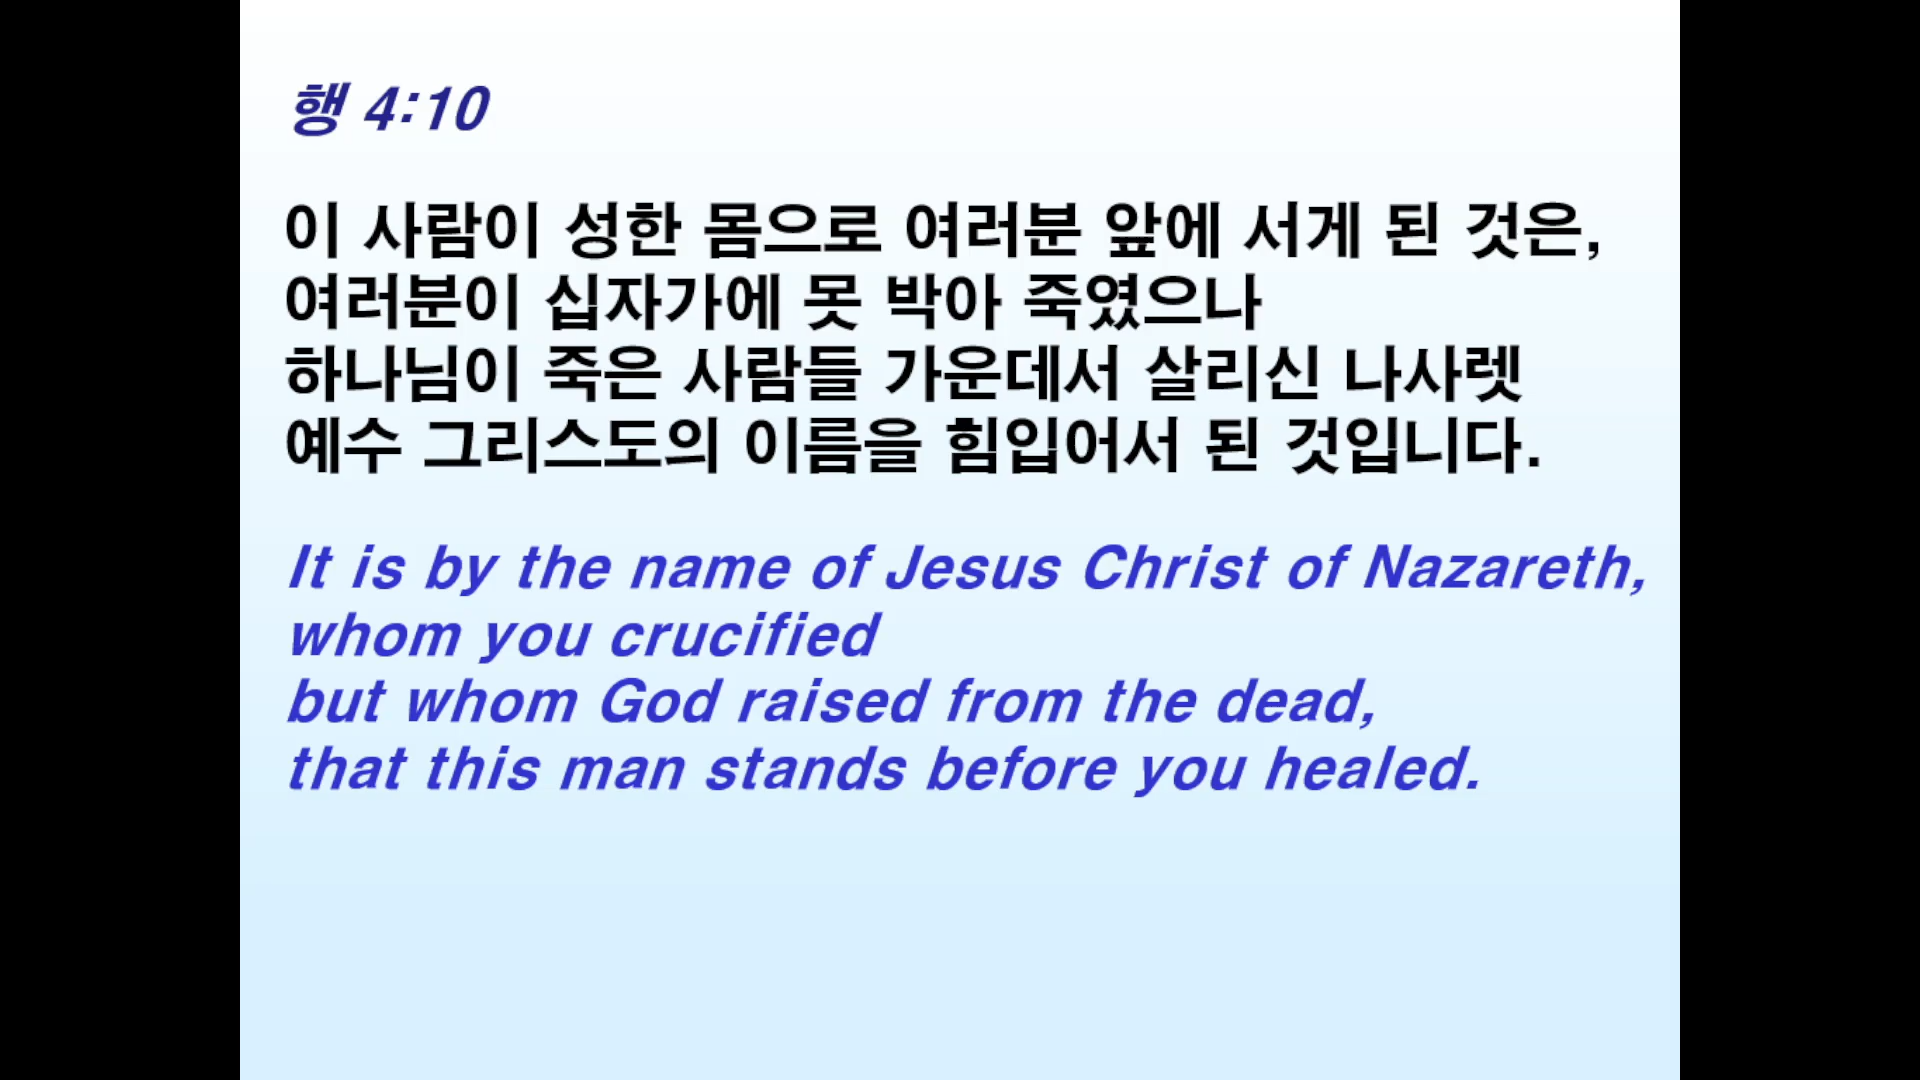 행 4:10
이 사람이 성한 몸으로 여러분 앞에 서게 된 것은,
여러분이 십자가에 못 박아 죽였으나
하나님이 죽은 사람들 가운데서 살리신 나사렛
예수 그리스도의 이름을 힘입어서 된 것입니다.
It is by the name of Jesus Christ of Nazareth,
whom you crucified
but whom God raised from the dead,
that this man stands before you healed.